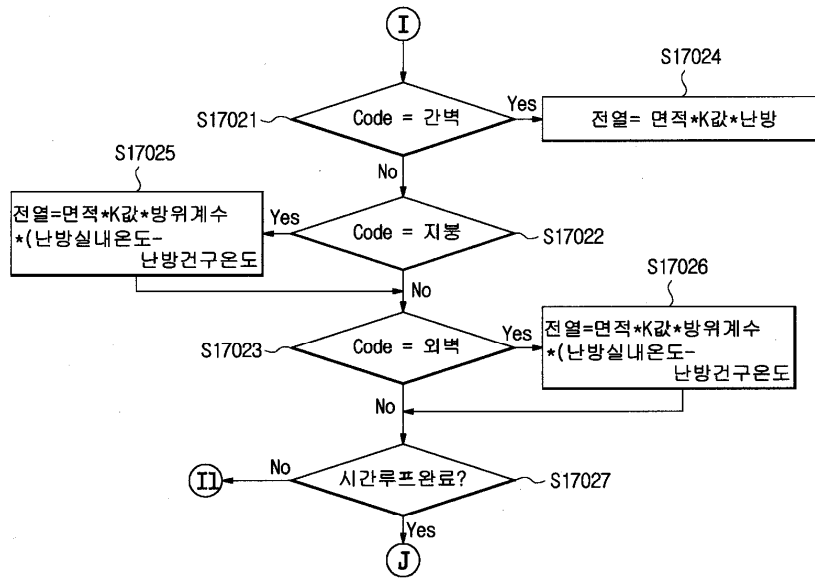 I
S17024
S17021
Code = 간벽
Yes
전열= 면적*K값*난방
No
S17025
전열=면적*K값*방위계수
*(난방실내온도-
난방건구온도
Yes
Code = 지붕
S17022
No
S17026
S17023
Code = 외벽
Yes
전열=면적*K값*방위계수
*(난방실내온도-
난방건구온도
No
I1
No
시간루프완료?
S17027
Yes
J